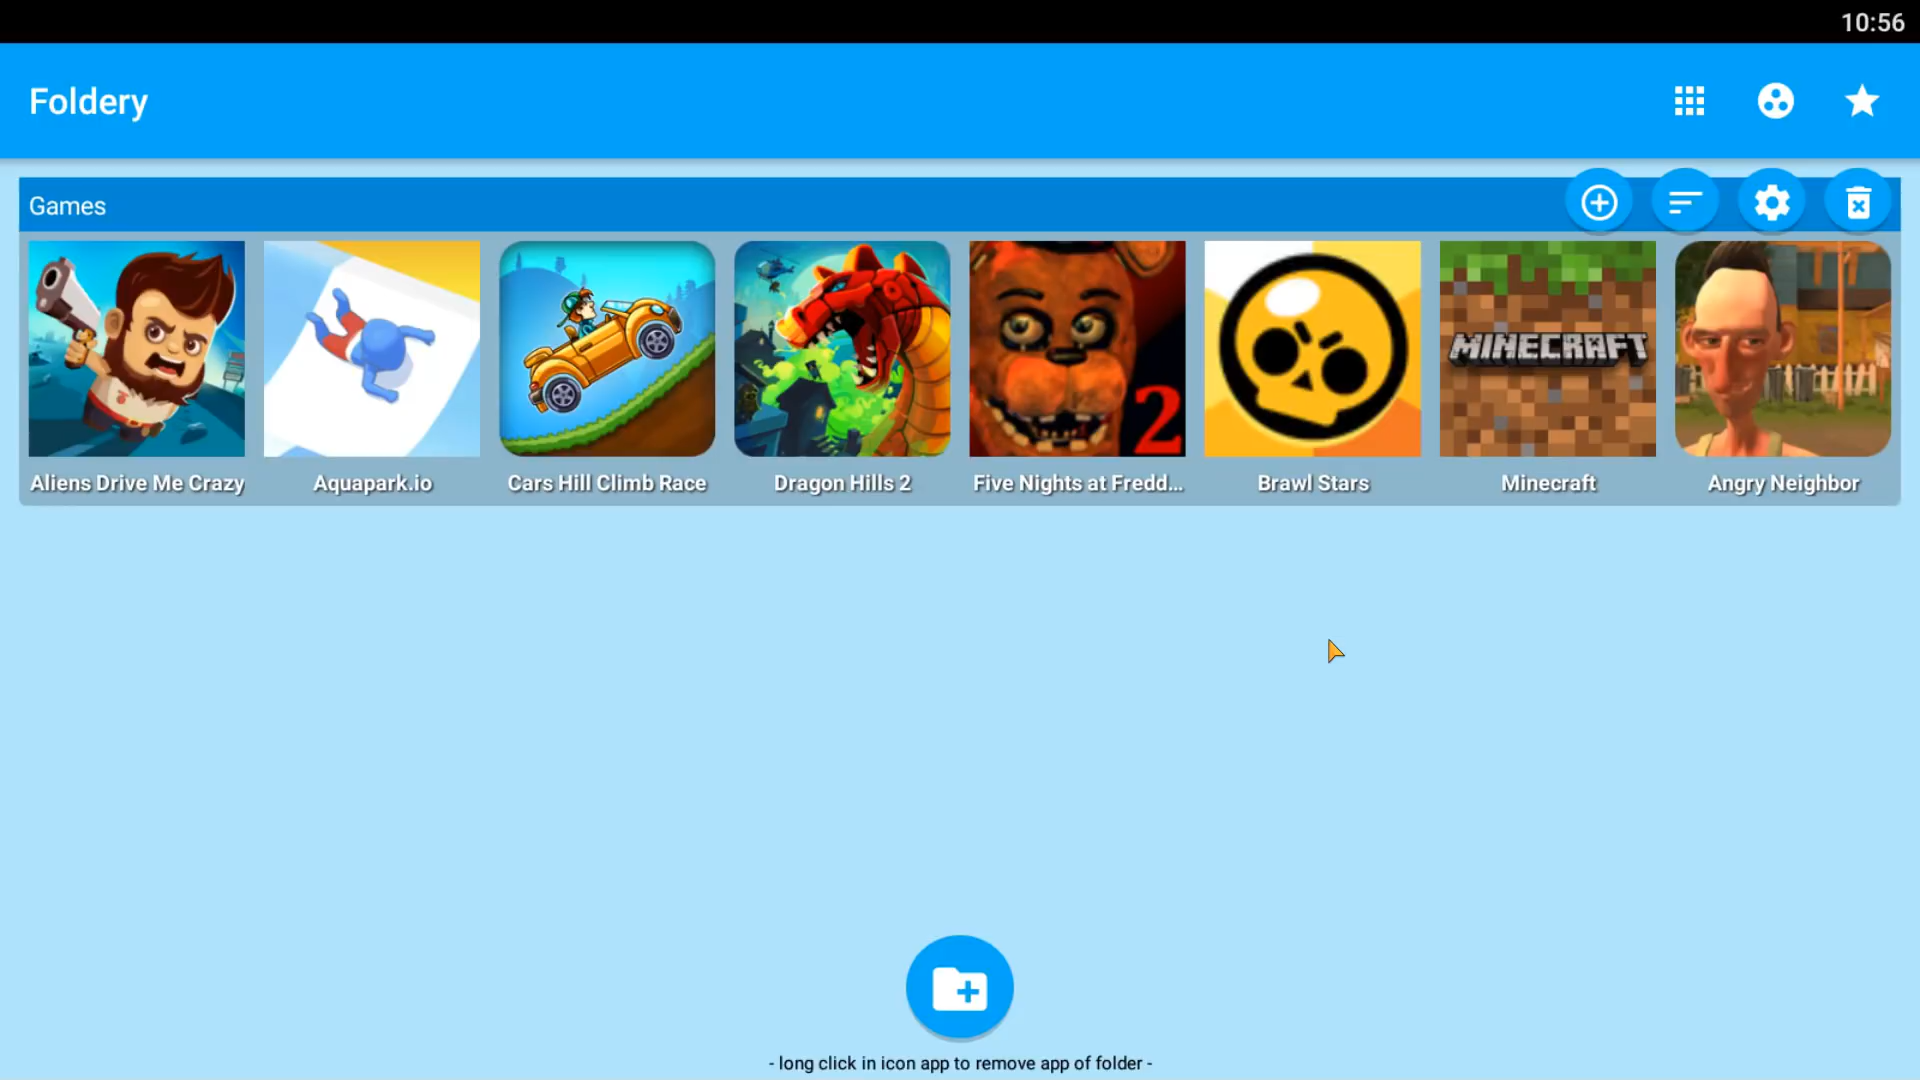 10:56
Foldery
Games
2
MINECRAFT
Aliens Drive Me Crazy
Aquapark.io
Cars Hill Climb Race
Dragon Hills 2
Five Nights at Fredd...
Brawl Stars
Minecraft
Angry Neighbor
- long click in icon app to remove app of folder -